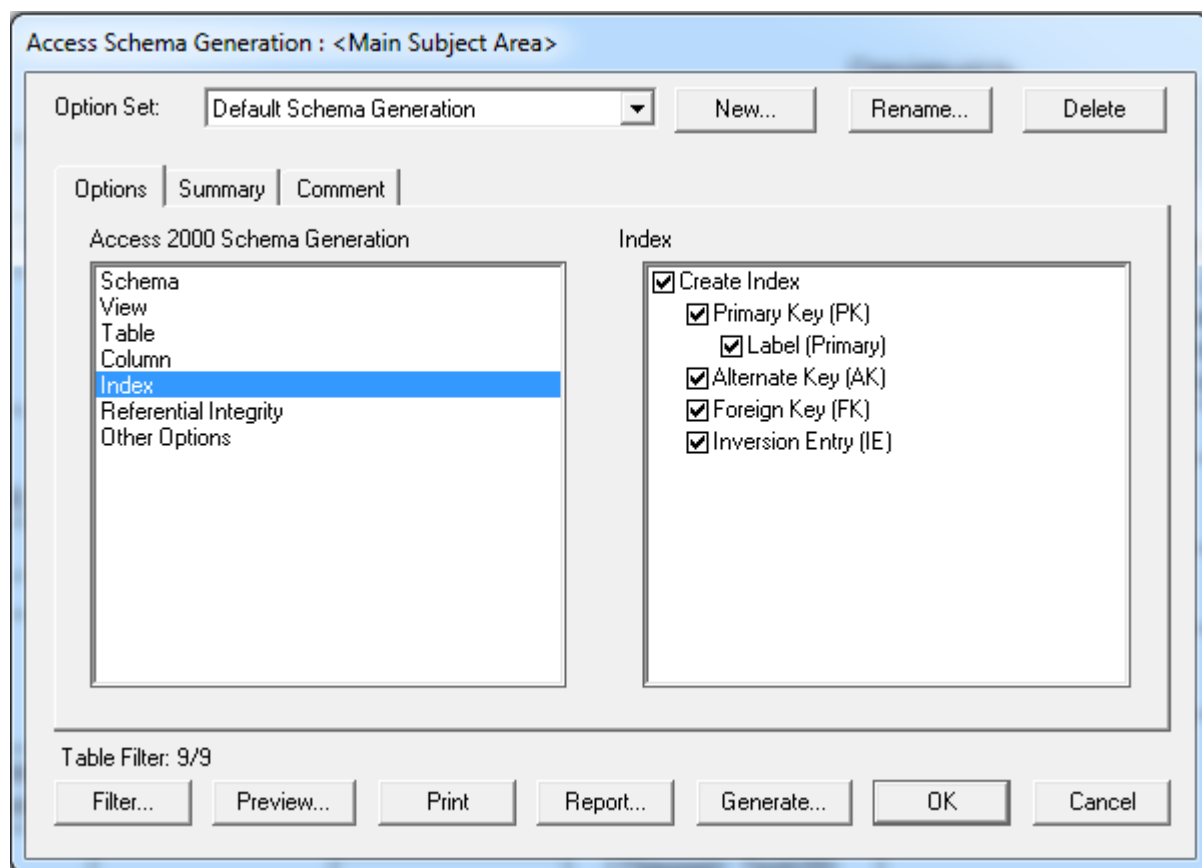 Access Schema Generation : <Main Subject Area>
Option Set: Default Schema Generation New... Rename... Delete
Options Summary Comment
Access 2000 Schema Generation
Schema
View
Table
Column
Index
Referential Integrity
Other Options
Index
Create Index
Primary Key (PK)
Label (Primary)
Alternate Key (AK)
Foreign Key (FK)
Inversion Entry (IE)
Table Filter: 9/9
Filter... Preview... Print Report... Generate... OK Cancel